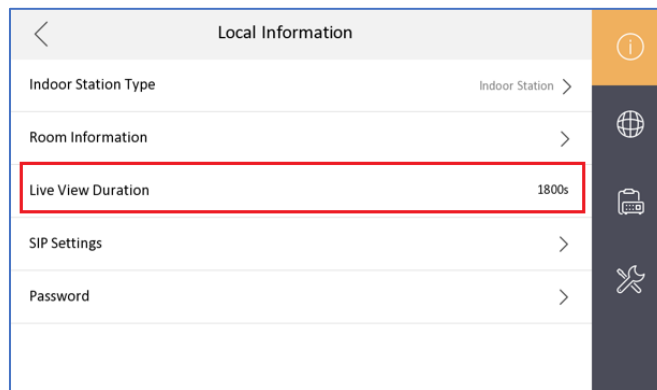 Local Information
Indoor Station Type Indoor Station
Room Information
Live View Duration 1800s
SIP Settings
Password